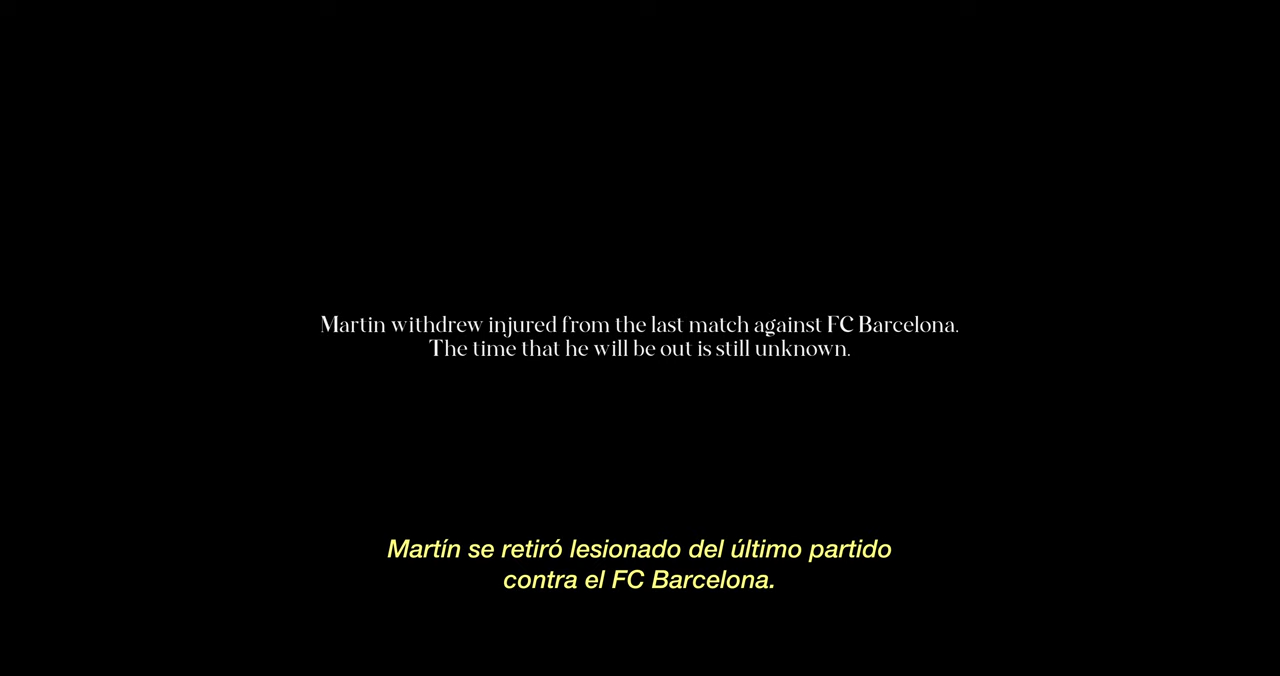 Martin withdrew injured from the last match against FC Barcelona.
The time that he will be out is still unknown.
Martín se retiró lesionado del último partido
contra el FC Barcelona.